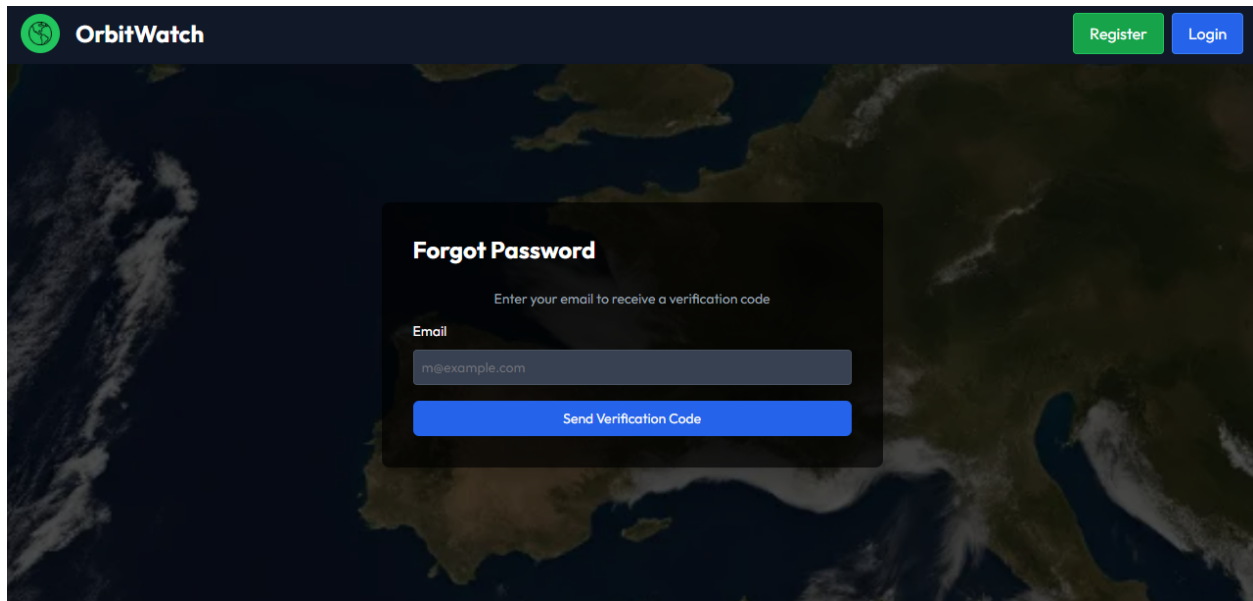 OrbitWatch
Register
Login
Forgot Password
Enter your email to receive a verification code
Email
m@example.com
Send Verification Code